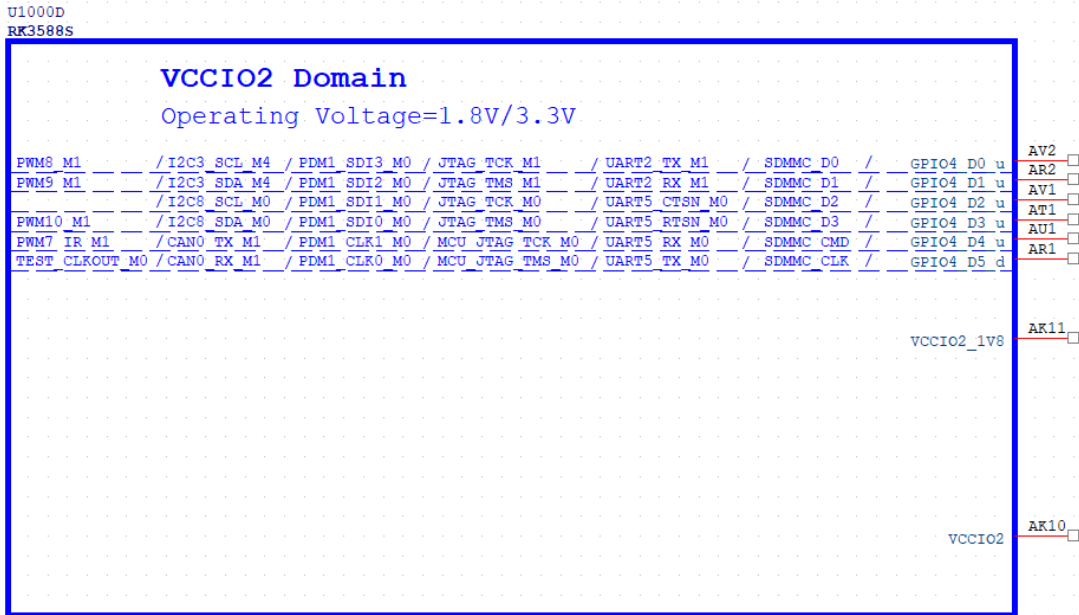 U1000D
RK3588S
VCCIO2 Domain
Operating Voltage=1.8V/3.3V
PWM8_M1 / I2C3_SCL_M4 / PDM1_SDI3_M0 / JTAG_TCK_M1 / UART2_TX_M1 / SDMMC_D0 / GPIO4_D0_u AV2
PWM9_M1 / I2C3_SDA_M4 / PDM1_SDI2_M0 / JTAG_TMS_M1 / UART2_RX_M1 / SDMMC_D1 / GPIO4_D1_u AR2
/ I2C8_SCL_M0 / PDM1_SDI1_M0 / JTAG_TCK_M0 / UART5_CTSN_M0 / SDMMC_D2 / GPIO4_D2_u AV1
PWM10_M1 / I2C8_SDA_M0 / PDM1_SDI0_M0 / JTAG_TMS_M0 / UART5_RTSN_M0 / SDMMC_D3 / GPIO4_D3_u AT1
PWM7_IR_M1 / CAN0_TX_M1 / PDM1_CLK1_M0 / MCU_JTAG_TCK_M0 / UART5_RX_M0 / SDMMC_CMD / GPIO4_D4_u AU1
TEST_CLKOUT_M0 / CAN0_RX_M1 / PDM1_CLK0_M0 / MCU_JTAG_TMS_M0 / UART5_TX_M0 / SDMMC_CLK / GPIO4_D5_d AR1
VCCIO2_1V8 AK11
VCCIO2 AK10